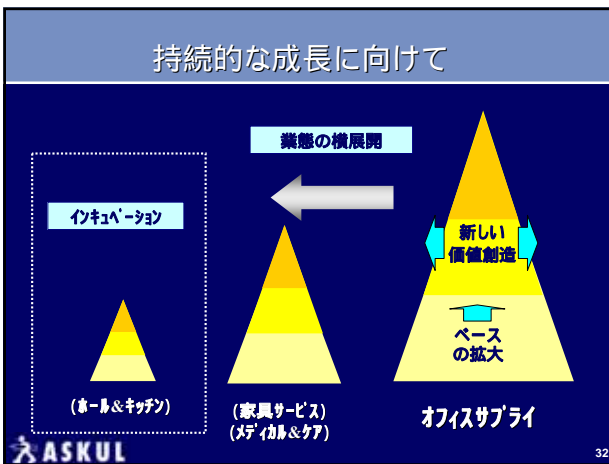 持続的な成長に向けて
業態の横展開
インキュベーション
新しい
価値創造
ベース
の拡大
(ホール&キッチン)
(家具サービス)
(メディカル&ケア)
オフィスサプライ
ASKUL
32